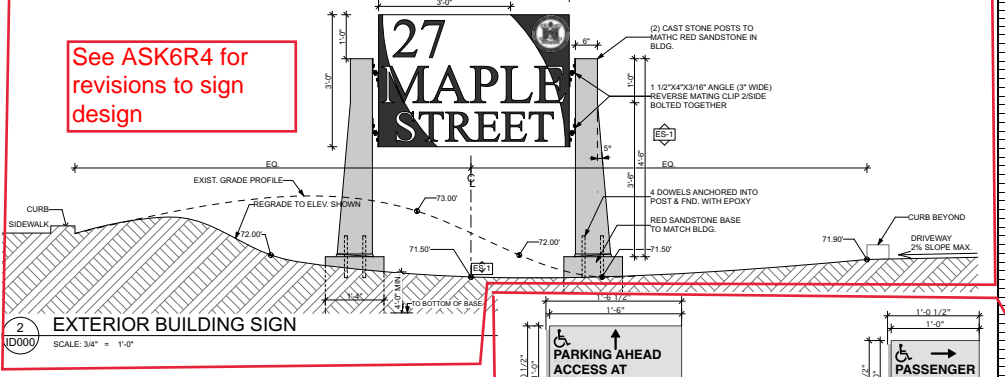 3'-0"
27
MAPLE
STREET
See ASK6R4 for
revisions to sign
design
1'-0"
3'-0"
6"
(2) CAST STONE POSTS TO
MATHC RED SANDSTONE IN
BLDG.
1'-0"
1 1/2"X4"X3/16" ANGLE (3" WIDE)
REVERSE MATING CLIP 2/SIDE
BOLTED TOGETHER
ES-1
5°
4'-6"
3'-6"
EQ.
EQ.
C
L
EXIST. GRADE PROFILE
REGRADE TO ELEV. SHOWN
73.00'
4 DOWELS ANCHORED INTO
POST & FND. WITH EPOXY
RED SANDSTONE BASE
TO MATCH BLDG.
CURB
SIDEWALK
72.00'
71.50'
72.00'
71.50'
71.90'
CURB BEYOND
DRIVEWAY
2% SLOPE MAX.
ES-1
1'-4"
4'-0" MIN.
TO BOTTOM OF BASE
2
ID000
EXTERIOR BUILDING SIGN
SCALE: 3/4" = 1'-0"
1'-6 1/2"
1'-6"
PARKING AHEAD
ACCESS AT
1'-0 1/2"
1'-0"
PASSENGER